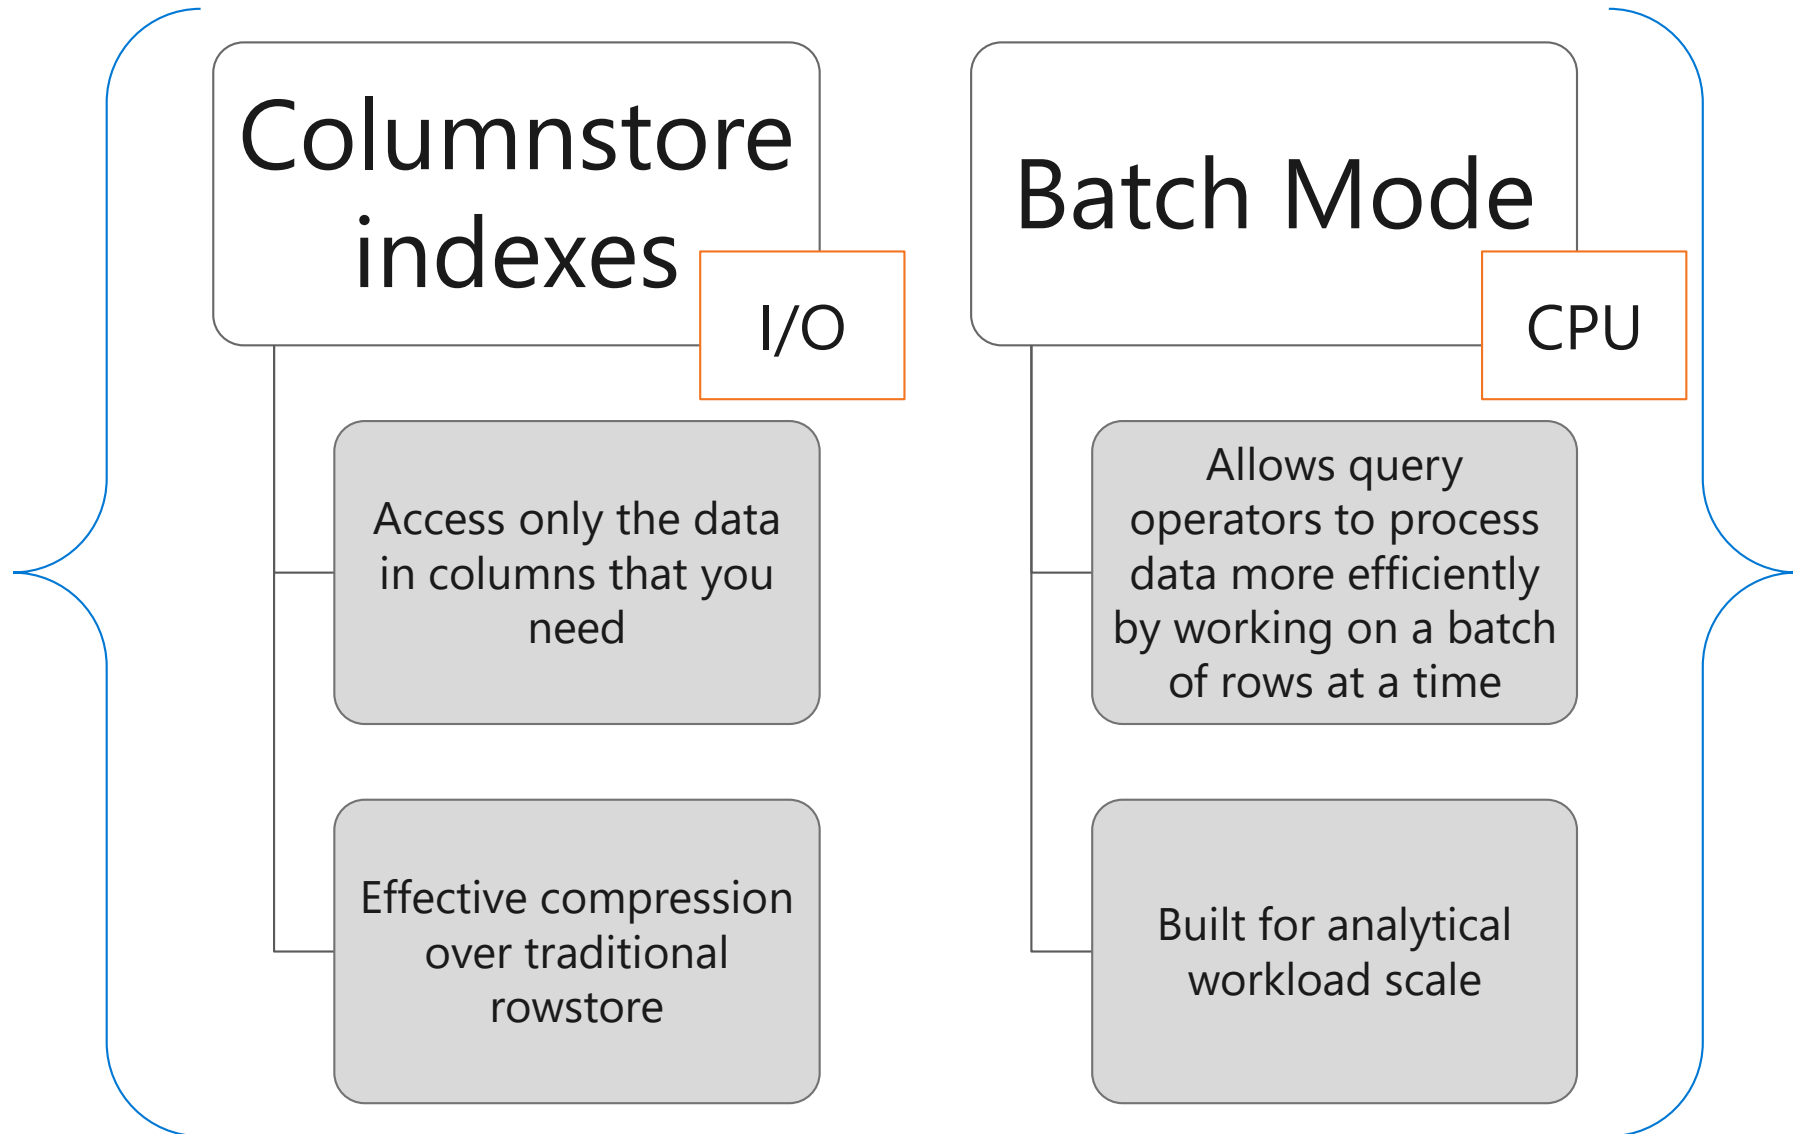 Columnstore
indexes
I/O
Access only the data
in columns that you
need
Effective compression
over traditional
rowstore
Batch Mode
CPU
Allows query
operators to process
data more efficiently
by working on a batch
of rows at a time
Built for analytical
workload scale